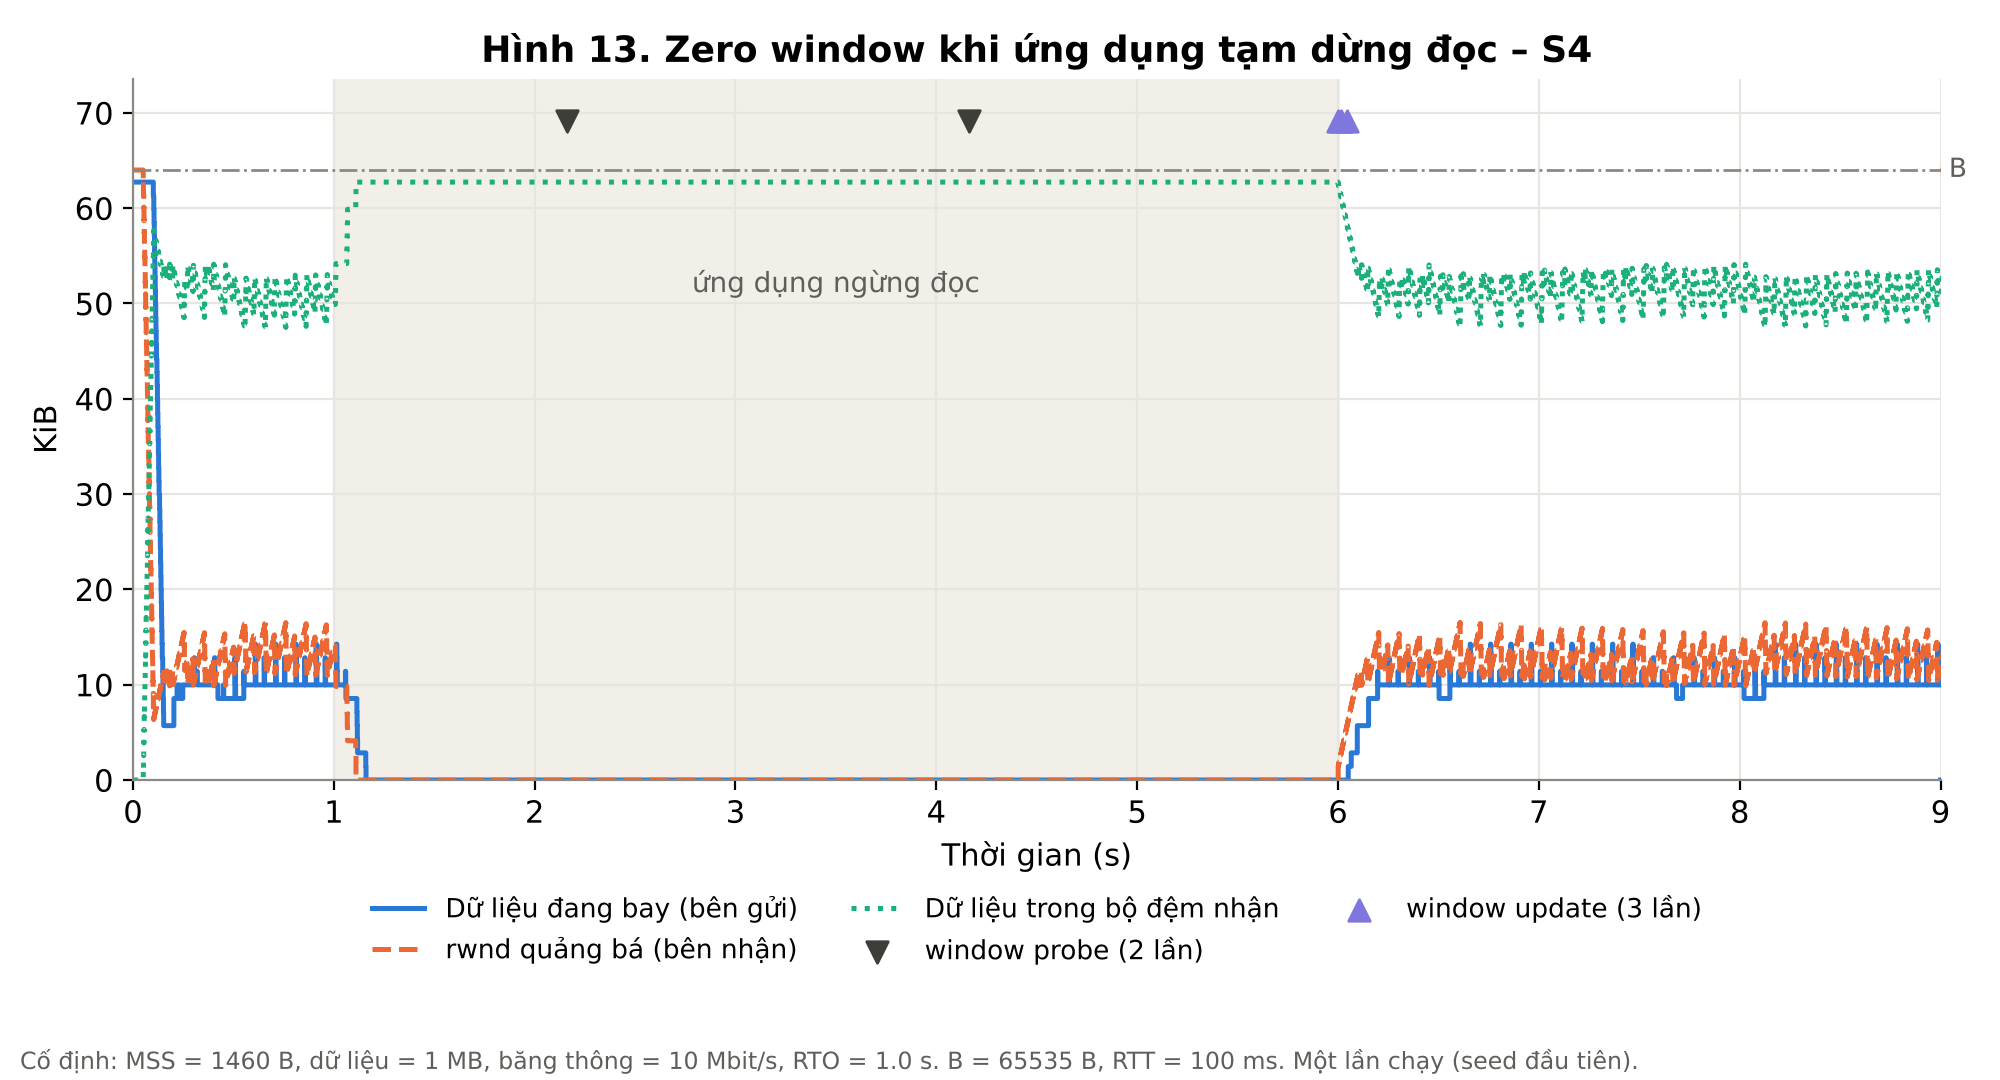 Hình 13. Zero window khi ứng dụng tạm dừng đọc – S4
70
60
50
40
30
20
10
0
KiB
B
ứng dụng ngừng đọc
0 1 2 3 4 5 6 7 8 9
Thời gian (s)
Dữ liệu đang bay (bên gửi)
rwnd quảng bá (bên nhận)
Dữ liệu trong bộ đệm nhận
window probe (2 lần)
window update (3 lần)
Cố định: MSS = 1460 B, dữ liệu = 1 MB, băng thông = 10 Mbit/s, RTO = 1.0 s. B = 65535 B, RTT = 100 ms. Một lần chạy (seed đầu tiên).